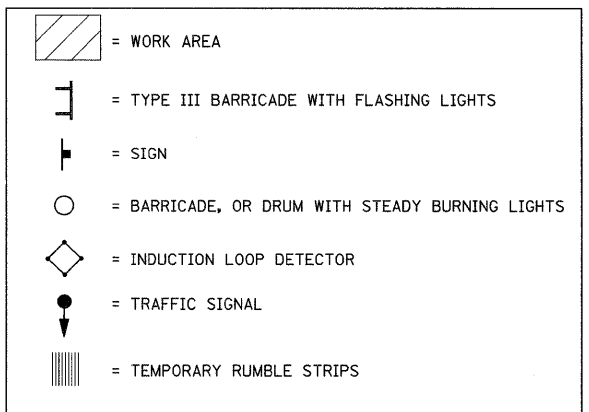 = WORK AREA
= TYPE III BARRICADE WITH FLASHING LIGHTS
= SIGN
= BARRICADE, OR DRUM WITH STEADY BURNING LIGHTS
= INDUCTION LOOP DETECTOR
= TRAFFIC SIGNAL
= TEMPORARY RUMBLE STRIPS